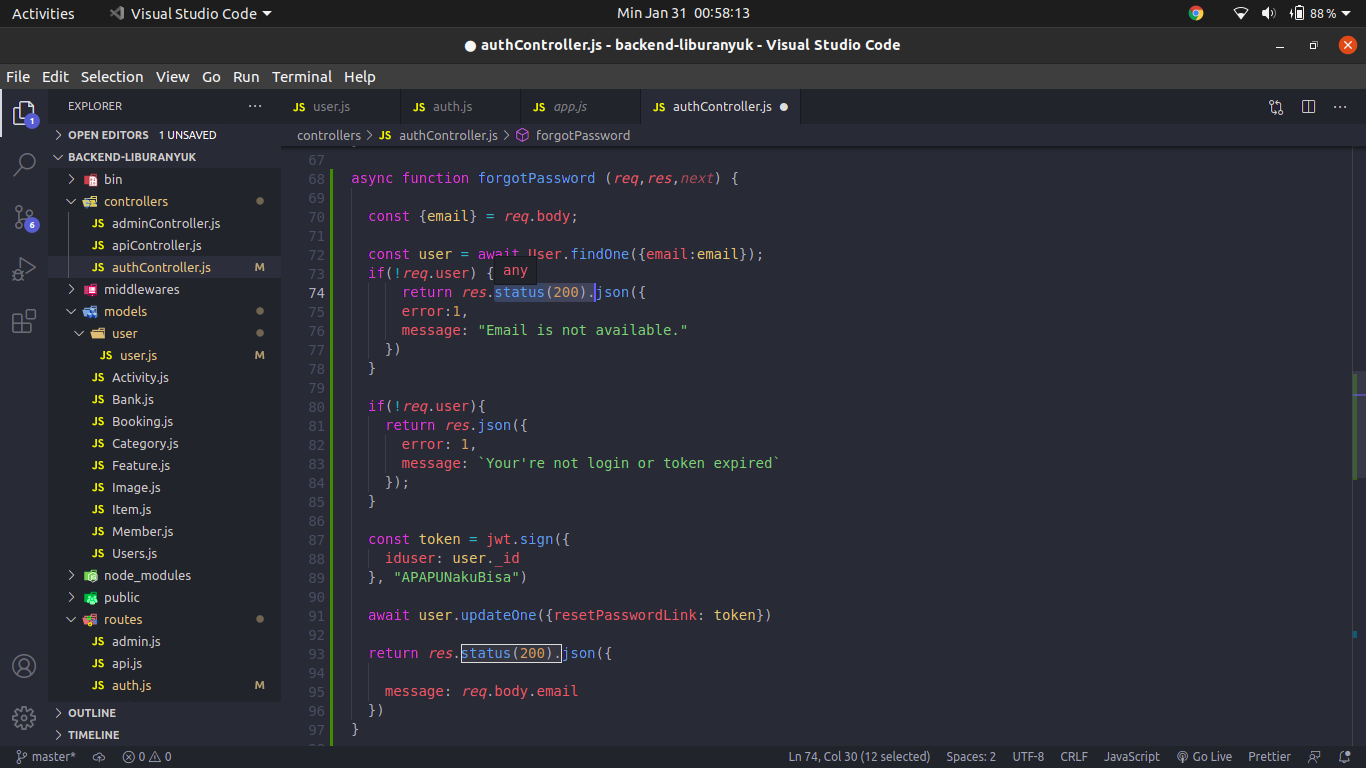 Activities
Visual Studio Code
Min Jan 31 00:58:13
88 %
● authController.js - backend-liburanyuk - Visual Studio Code
File Edit Selection View Go Run Terminal Help
EXPLORER
OPEN EDITORS 1 UNSAVED
BACKEND-LIBURANYUK
bin
controllers
JS adminController.js
JS apiController.js
JS authController.js M
middlewares
models
user
JS user.js M
JS Activity.js
JS Bank.js
JS Booking.js
JS Category.js
JS Feature.js
JS Image.js
JS Item.js
JS Member.js
JS Users.js
node_modules
public
routes
JS admin.js
JS api.js
JS auth.js M
OUTLINE
TIMELINE
1
6
JS user.js
JS auth.js
JS app.js
JS authController.js ●
controllers > JS authController.js > forgotPassword
67
68 async function forgotPassword (req,res,next) {
69
70 const {email} = req.body;
71
72 const user = await User.findOne({email:email});
any
73 if(!req.user) {
74 return res.status(200).json({
75 error:1,
76 message: "Email is not available."
77 })
78 }
79
80 if(!req.user){
81 return res.json({
82 error: 1,
83 message: `Your're not login or token expired`
84 });
85 }
86
87 const token = jwt.sign({
88 iduser: user._id
89 }, "APAPUNakuBisa")
90
91 await user.updateOne({resetPasswordLink: token})
92
93 return res.status(200).json({
94
95 message: req.body.email
96 })
97 }
master* 0 0
Ln 74, Col 30 (12 selected) Spaces: 2 UTF-8 CRLF JavaScript Go Live Prettier